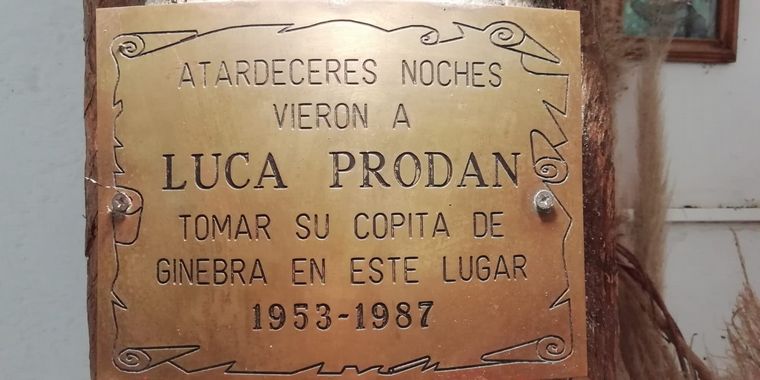 ATARDECERES NOCHES
VIERON A
LUCA PRODAN
TOMAR SU COPITA DE
GINEBRA EN ESTE LUGAR
1953-1987